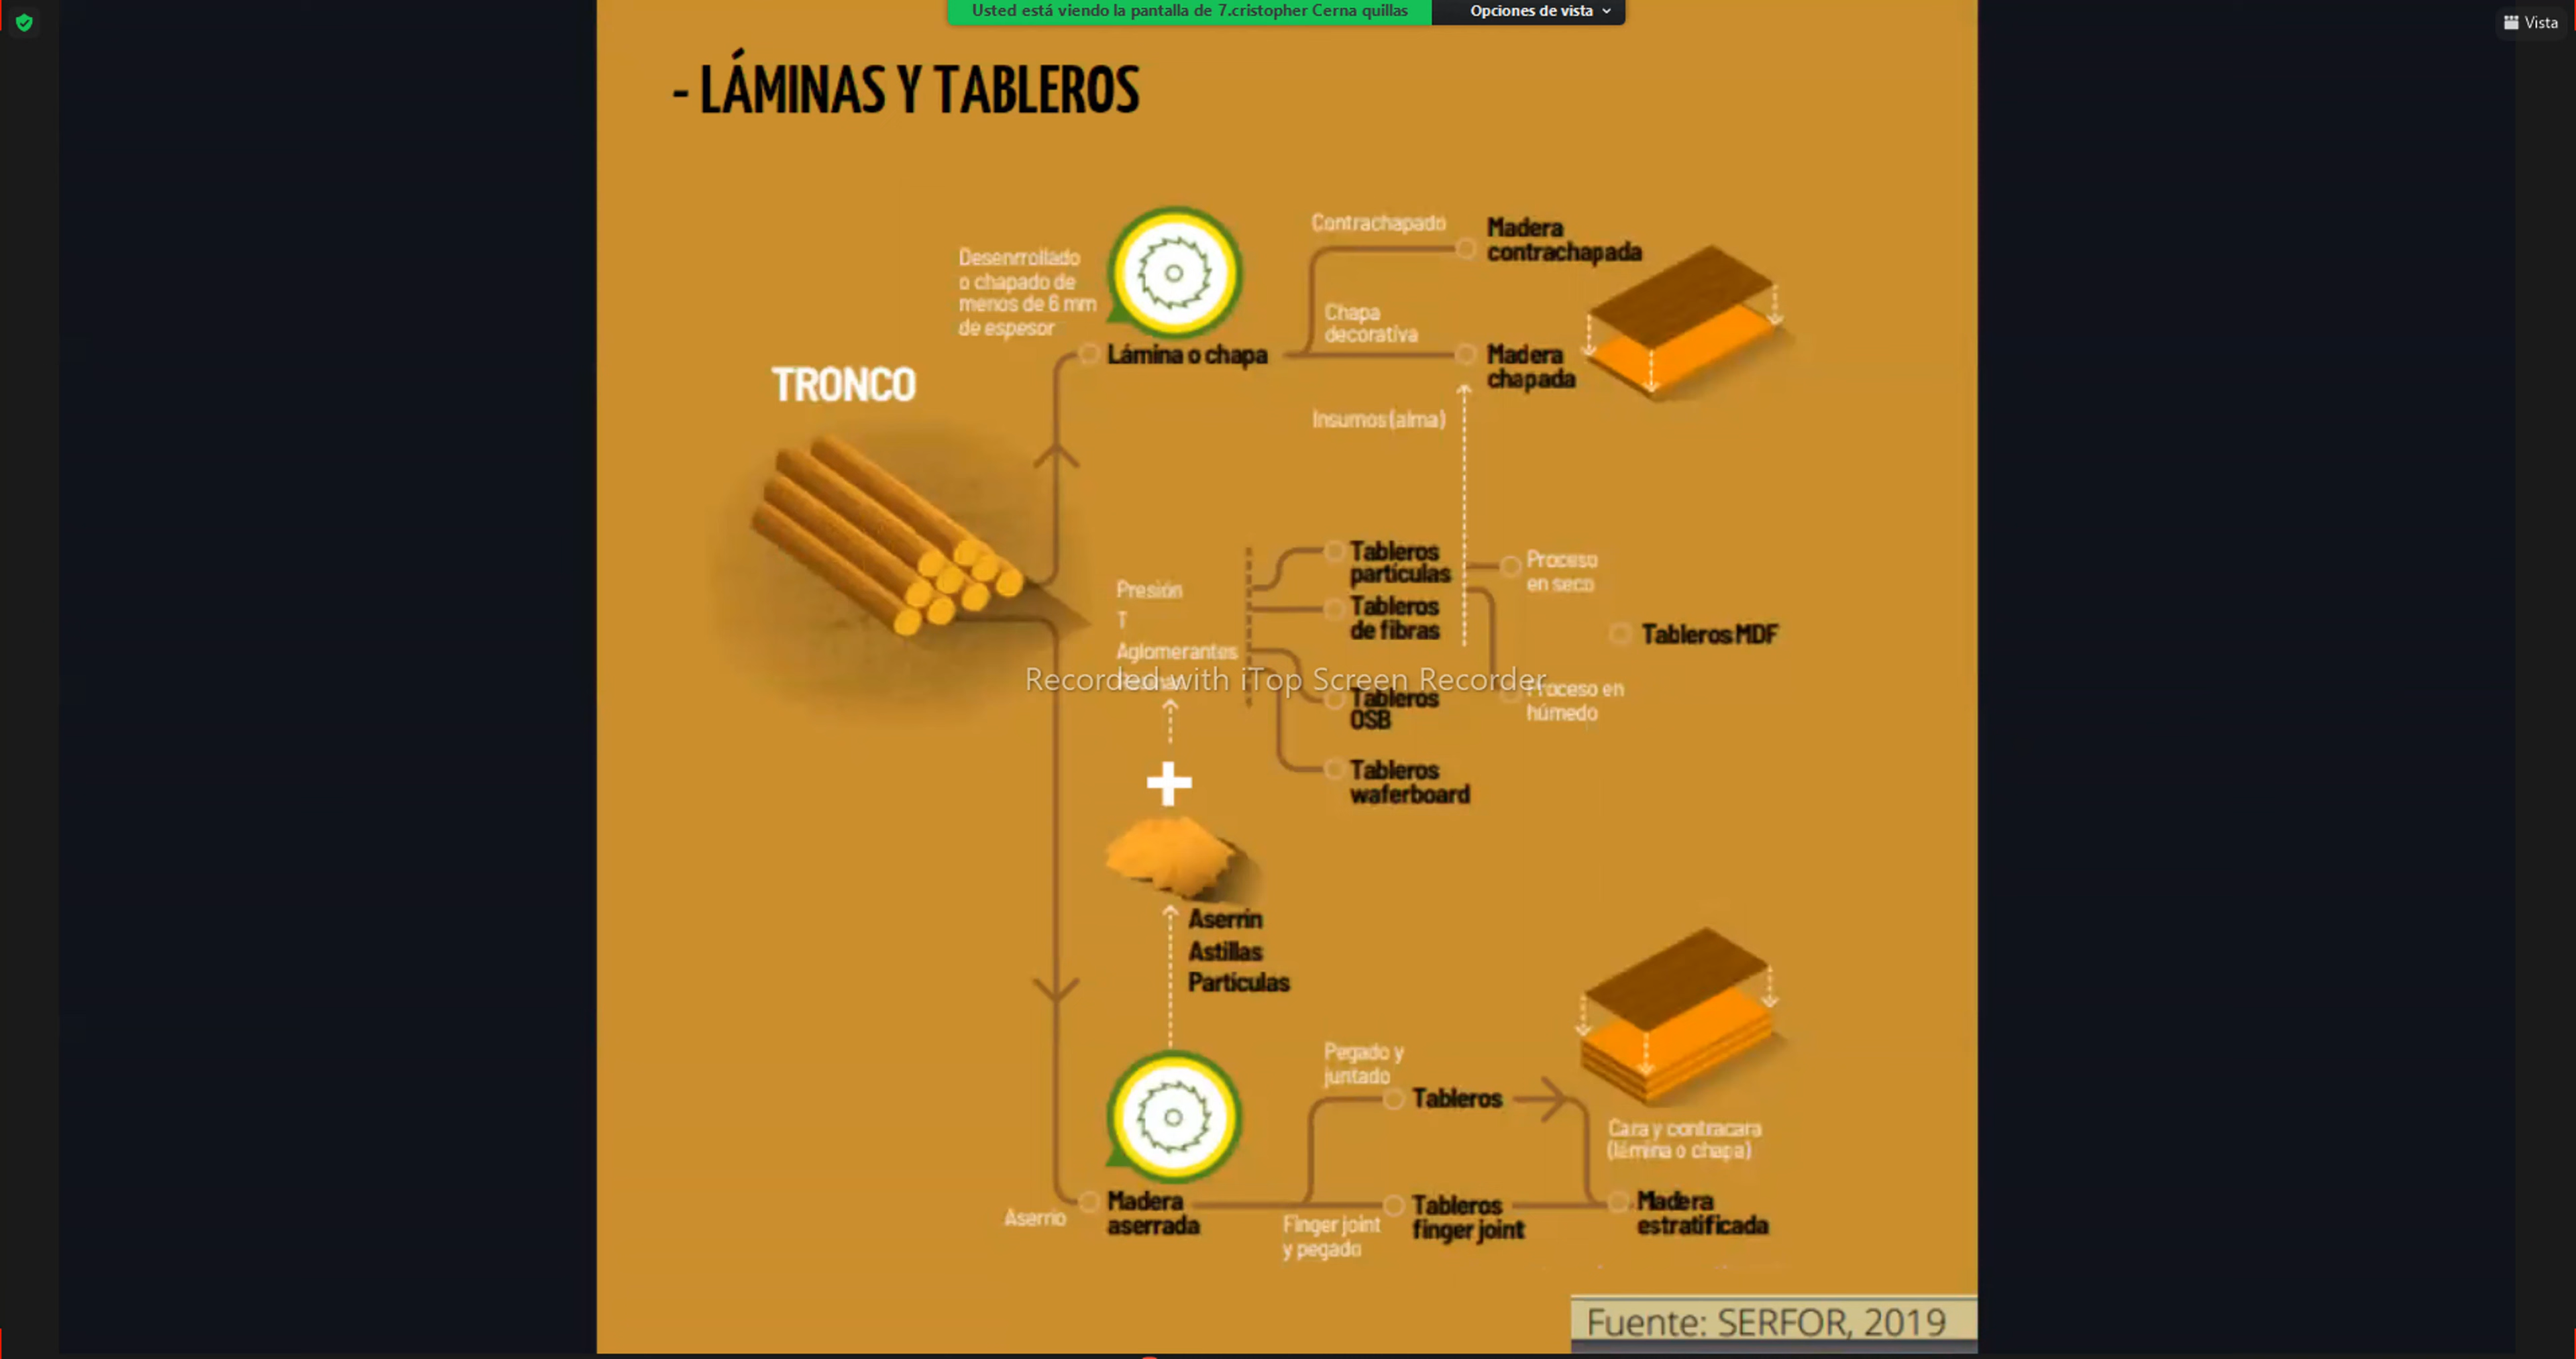 Usted está viendo la pantalla de 7.cristopher Cerna quillas
Opciones de vista
Vista
- LÁMINAS Y TABLEROS
Desenrrollado
o chapado de
menos de 6 mm
de espesor
Lámina o chapa
Contrachapado
Madera
contrachapada
Chapa
decorativa
Madera
chapada
Insumos (alma)
TRONCO
Presión
T
Aglomerantes
Tableros
partículas
Tableros
de fibras
Tableros
OSB
Tableros
waferboard
Proceso
en seco
Proceso en
húmedo
Tableros MDF
Recorded with iTop Screen Recorder
+
Aserrín
Astillas
Partículas
Aserrío
Madera
aserrada
Pegado y
juntado
Tableros
Finger joint
y pegado
Tableros
finger joint
Cara y contracara
(lámina o chapa)
Madera
estratificada
Fuente: SERFOR, 2019